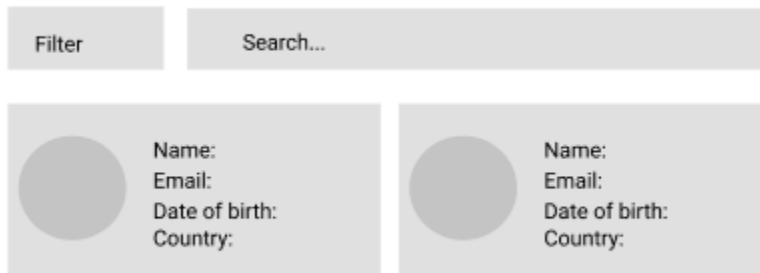 Filter
Search...
Name:
Email:
Date of birth:
Country:
Name:
Email:
Date of birth:
Country: